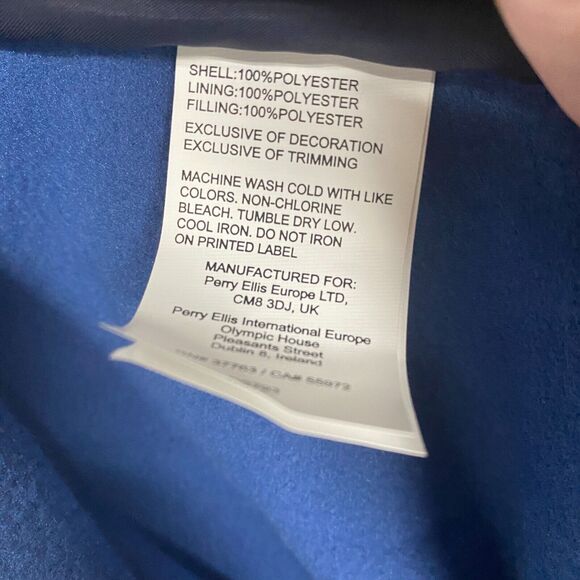 SHELL:100%POLYESTER
LINING:100%POLYESTER
FILLING:100%POLYESTER
EXCLUSIVE OF DECORATION
EXCLUSIVE OF TRIMMING
MACHINE WASH COLD WITH LIKE
COLORS. NON-CHLORINE
BLEACH. TUMBLE DRY LOW.
COOL IRON. DO NOT IRON
ON PRINTED LABEL
MANUFACTURED FOR:
Perry Ellis Europe LTD,
CM8 3DJ, UK
Perry Ellis International Europe
Olympic House
Pleasants Street
Dublin 8, Ireland
/ CA#